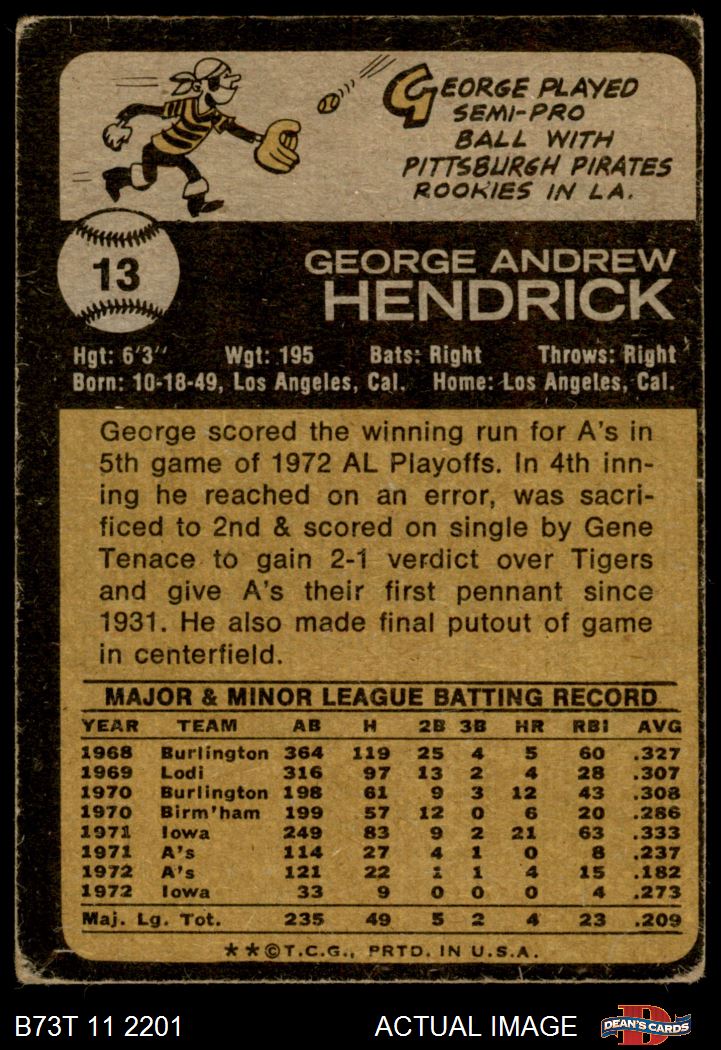 GEORGE PLAYED
SEMI-PRO
BALL WITH
PITTSBURGH PIRATES
ROOKIES IN LA.
13
GEORGE ANDREW
HENDRICK
Hgt: 6'3" Wgt: 195 Bats: Right Throws: Right
Born: 10-18-49, Los Angeles, Cal. Home: Los Angeles, Cal.
George scored the winning run for A's in
5th game of 1972 AL Playoffs. In 4th inn-
ing he reached on an error, was sacri-
ficed to 2nd & scored on single by Gene
Tenace to gain 2-1 verdict over Tigers
and give A's their first pennant since
1931. He also made final putout of game
in centerfield.
MAJOR & MINOR LEAGUE BATTING RECORD
YEAR TEAM AB H 2B 3B HR RBI AVG
1968 Burlington 364 119 25 4 5 60 .327
1969 Lodi 316 97 13 2 4 28 .307
1970 Burlington 198 61 9 3 12 43 .308
1970 Birm'ham 199 57 12 0 6 20 .286
1971 Iowa 249 83 9 2 21 63 .333
1971 A's 114 27 4 1 0 8 .237
1972 A's 121 22 1 1 4 15 .182
1972 Iowa 33 9 0 0 0 4 .273
Maj. Lg. Tot. 235 49 5 2 4 23 .209
**©T.C.G., PRTD. IN U.S.A.
B73T 11 2201 ACTUAL IMAGE D DEAN'S CARDS